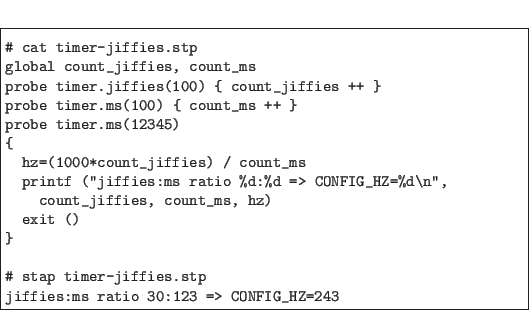 # cat timer-jiffies.stp
global count_jiffies, count_ms
probe timer.jiffies(100) { count_jiffies ++ }
probe timer.ms(100) { count_ms ++ }
probe timer.ms(12345)
{
  hz=(1000*count_jiffies) / count_ms
  printf ("jiffies:ms ratio %d:%d => CONFIG_HZ=%d\n",
    count_jiffies, count_ms, hz)
  exit ()
}

# stap timer-jiffies.stp
jiffies:ms ratio 30:123 => CONFIG_HZ=243